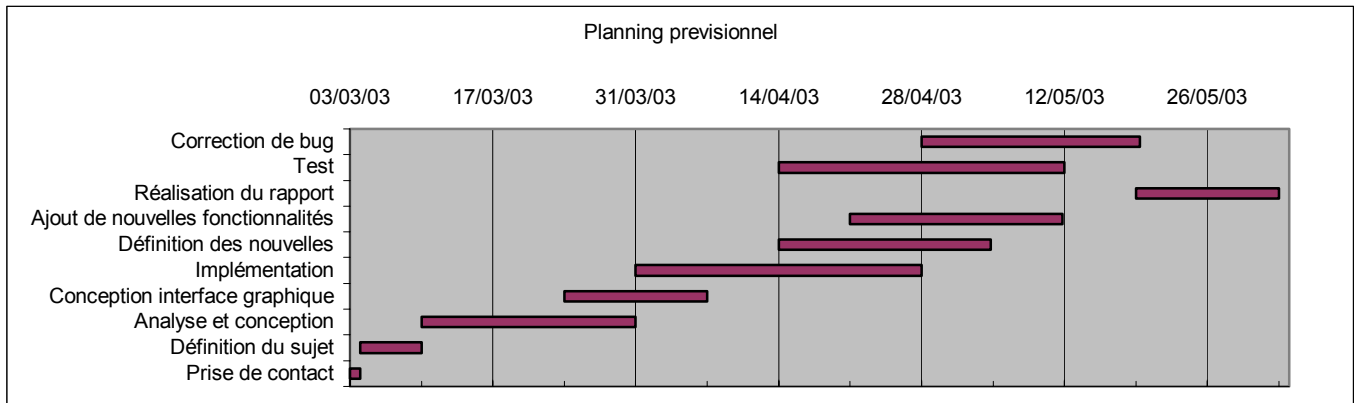 Planning previsionnel
03/03/03 17/03/03 31/03/03 14/04/03 28/04/03 12/05/03 26/05/03
Correction de bug
Test
Réalisation du rapport
Ajout de nouvelles fonctionnalités
Définition des nouvelles
Implémentation
Conception interface graphique
Analyse et conception
Définition du sujet
Prise de contact